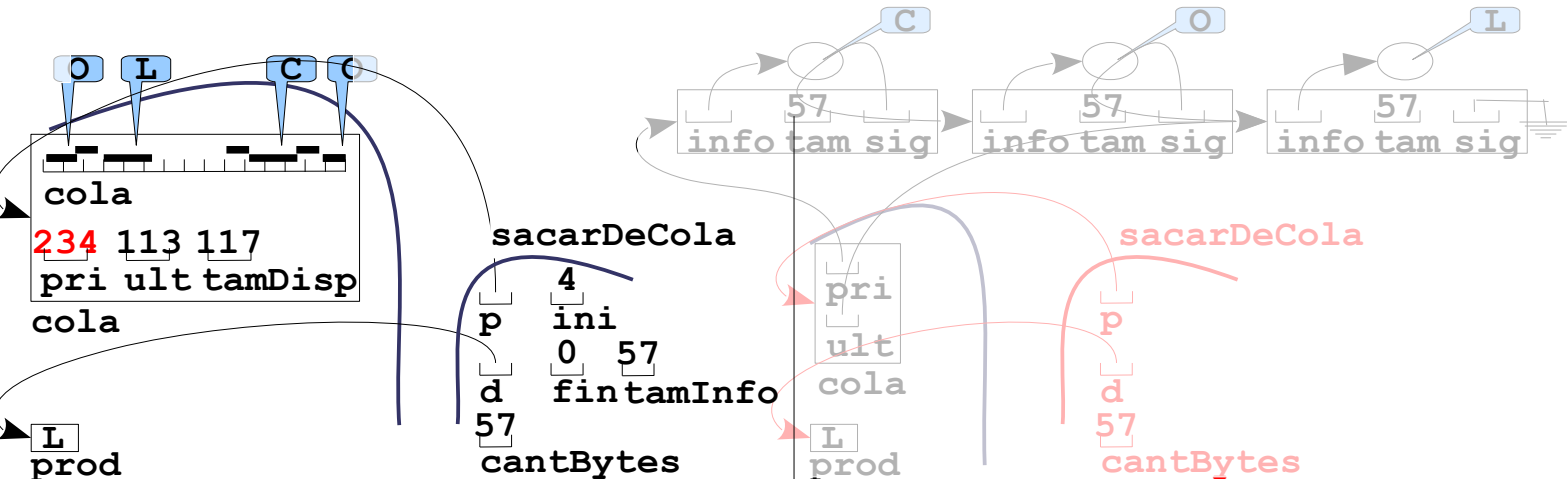 C O L
O L C O
57 57 57
info tam sig info tam sig info tam sig
cola
234 113 117
pri ult tamDisp
cola
sacarDeCola
4
p ini
0 57
d fin tamInfo
57
cantBytes
L
prod
pri
ult
cola
L
prod
sacarDeCola
p
d
57
cantBytes